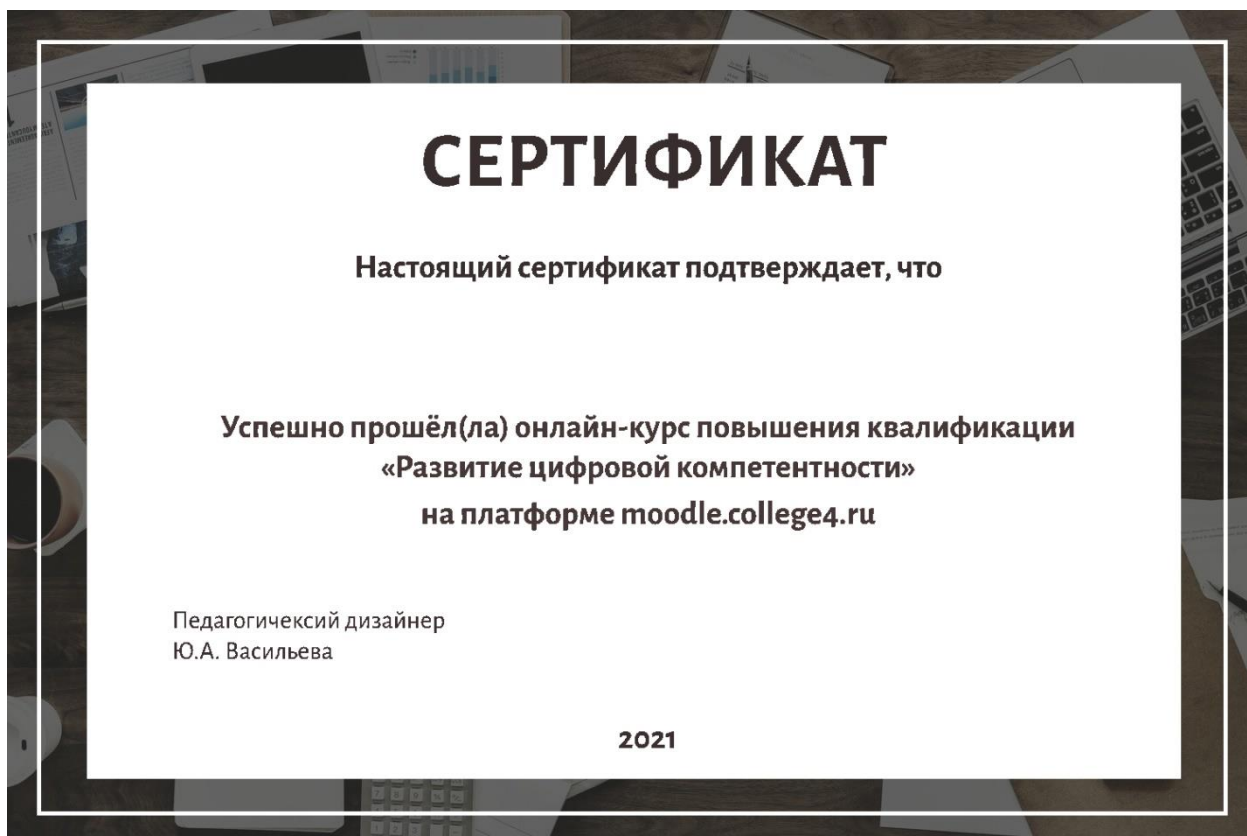 СЕРТИФИКАТ
Настоящий сертификат подтверждает, что
Успешно прошёл(ла) онлайн-курс повышения квалификации
«Развитие цифровой компетентности»
на платформе moodle.college4.ru
Педагогичексий дизайнер
Ю.А. Васильева
2021